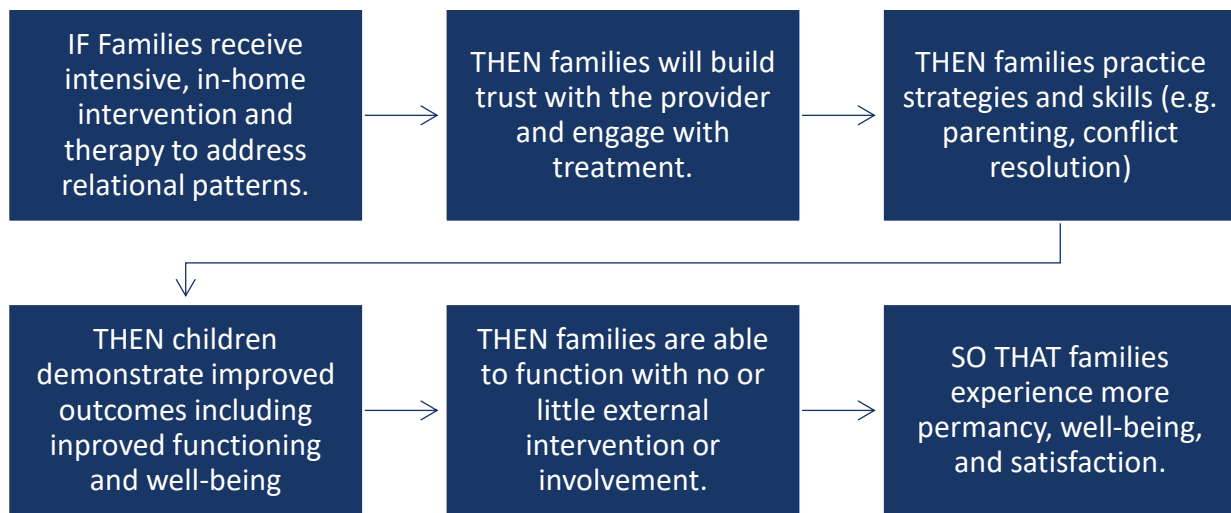 IF Families receive
intensive, in-home
intervention and
therapy to address
relational patterns.
THEN families will build
trust with the provider
and engage with
treatment.
THEN families practice
strategies and skills (e.g.
parenting, conflict
resolution)
THEN children
demonstrate improved
outcomes including
inproved functioning
and well-being
THEN families are able
to function with no or
little external
intervention or
involvement.
SO THAT families
experience more
permancy, well-being,
and satisfaction.